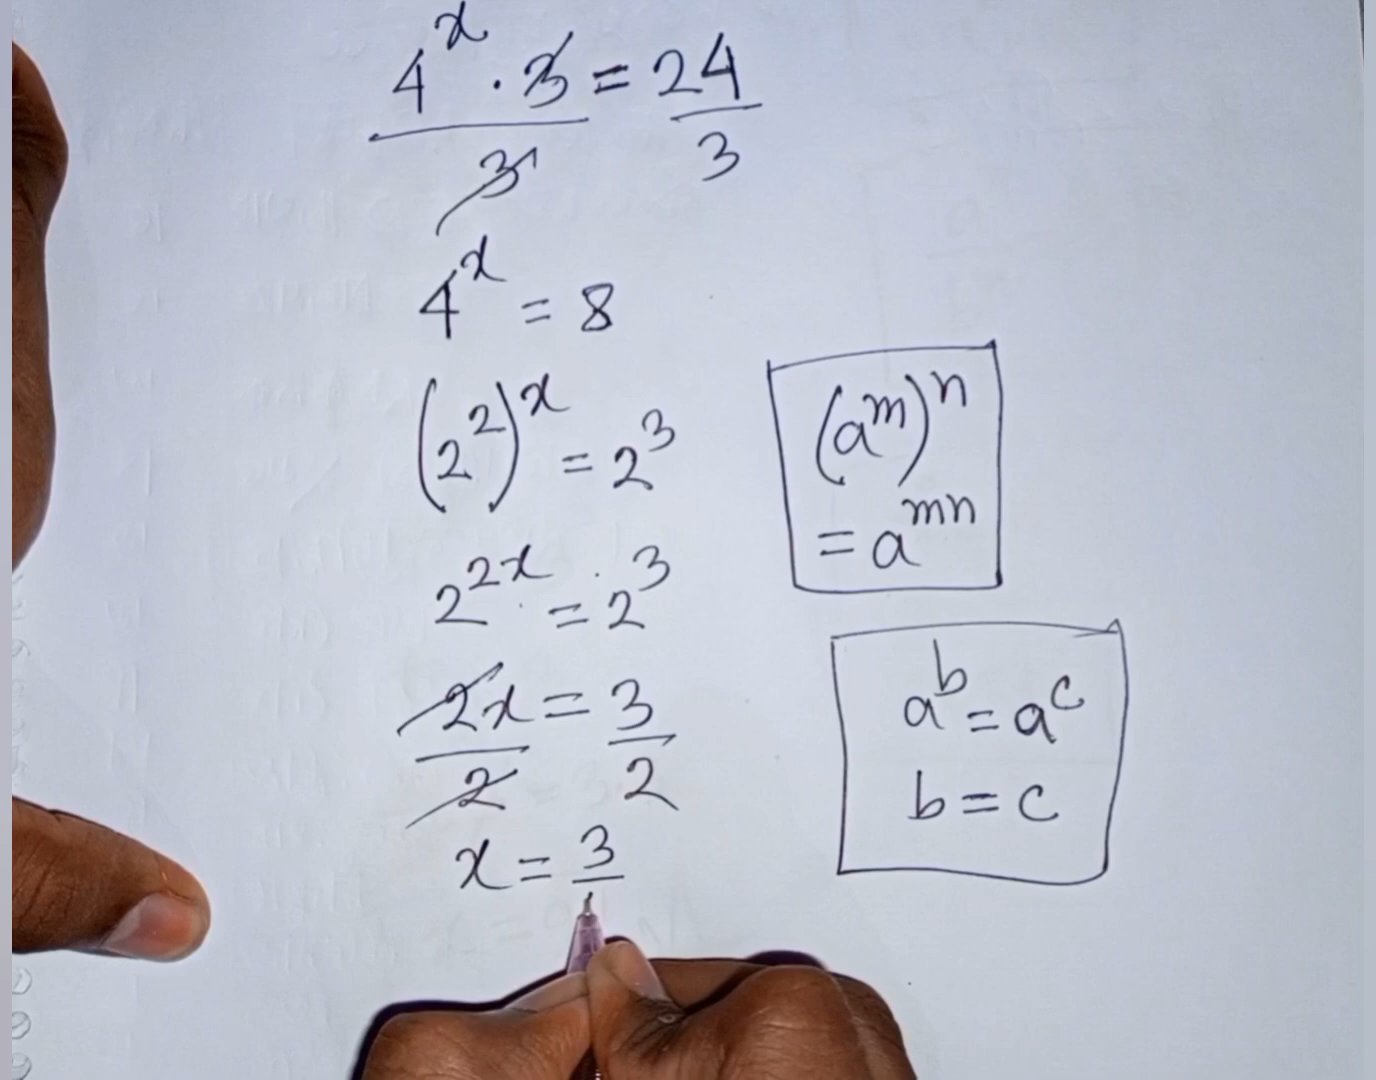 4^x · 3 = 24
3 3
4^x = 8
(2^2)^x = 2^3
2^2x = 2^3
2x = 3
2 2
x = 3
(a^m)^n
= a^mn
a^b = a^c
b = c